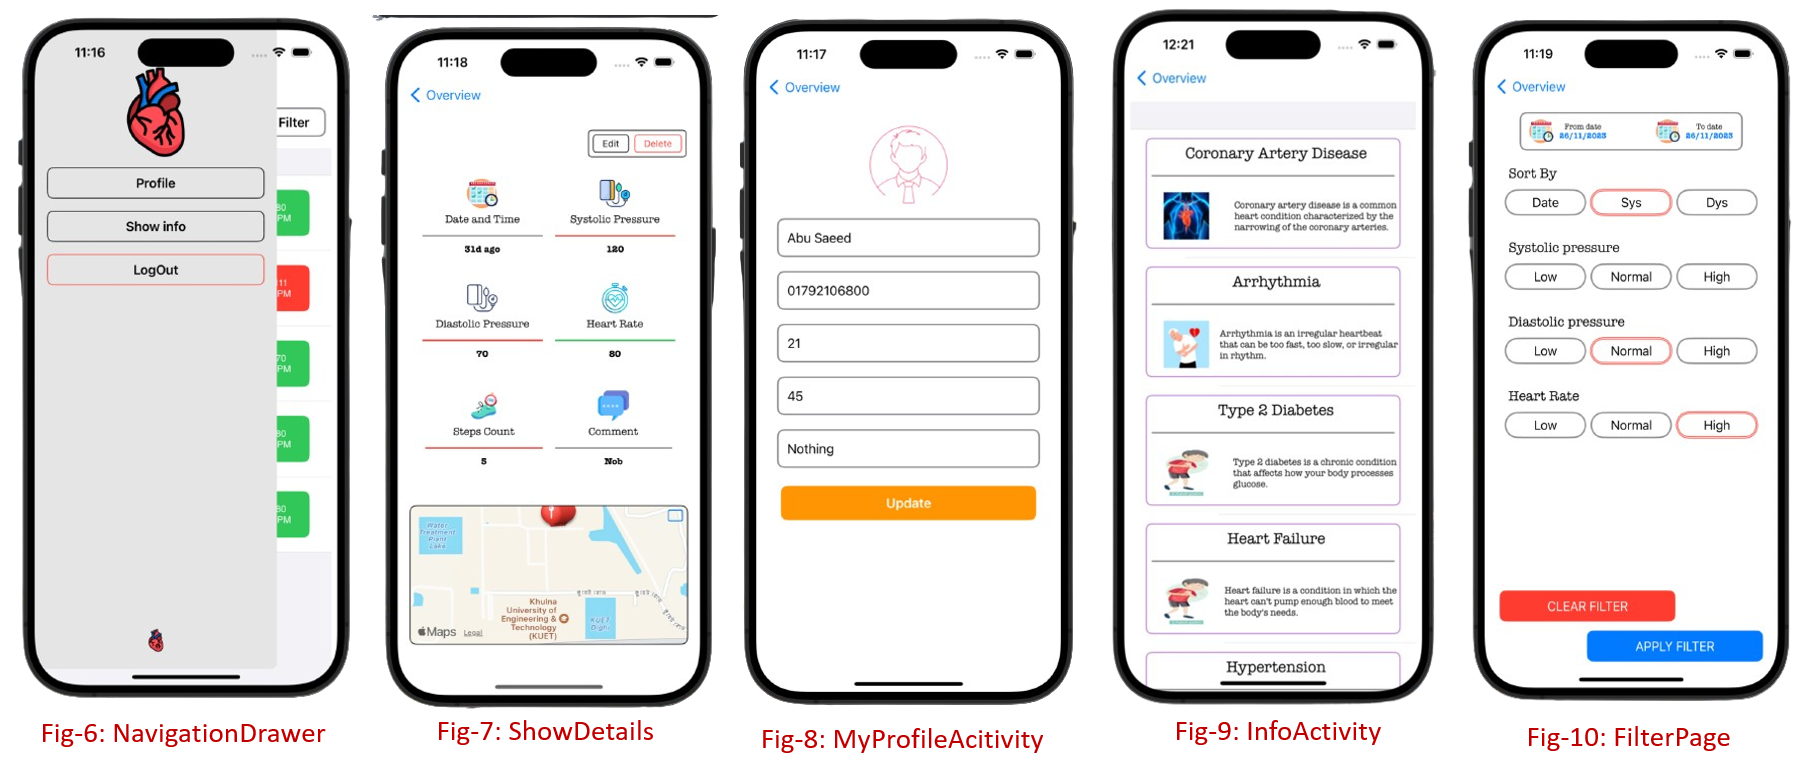 11:16
Filter
Profile
Show info
LogOut
80
PM
111
PM
70
PM
80
PM
80
PM
Fig-6: NavigationDrawer
11:18
Overview
Edit
Delete
Date and Time
Systolic Pressure
31d ago
120
Diastolic Pressure
Heart Rate
70
80
Steps Count
Comment
5
Nob
Water
Treatment
Plant
Lake
Khulna
University of
Engineering &
Technology
(KUET)
KUET
Dighi
Maps
Legal
Fig-7: ShowDetails
11:17
Overview
Abu Saeed
01792106800
21
45
Nothing
Update
Fig-8: MyProfileAcitivity
12:21
Overview
Coronary Artery Disease
Coronary artery disease is a common
heart condition characterized by the
narrowing of the coronary arteries.
Arrhythmia
Arrhythmia is an irregular heartbeat
that can be too fast, too slow, or irregular
in rhythm.
Type 2 Diabetes
Type 2 diabetes is a chronic condition
that affects how your body processes
glucose.
Heart Failure
Heart failure is a condition in which the
heart can't pump enough blood to meet
the body's needs.
Hypertension
Fig-9: InfoActivity
11:19
Overview
From date
26/11/2023
To date
26/11/2023
Sort By
Date
Sys
Dys
Systolic pressure
Low
Normal
High
Diastolic pressure
Low
Normal
High
Heart Rate
Low
Normal
High
CLEAR FILTER
APPLY FILTER
Fig-10: FilterPage